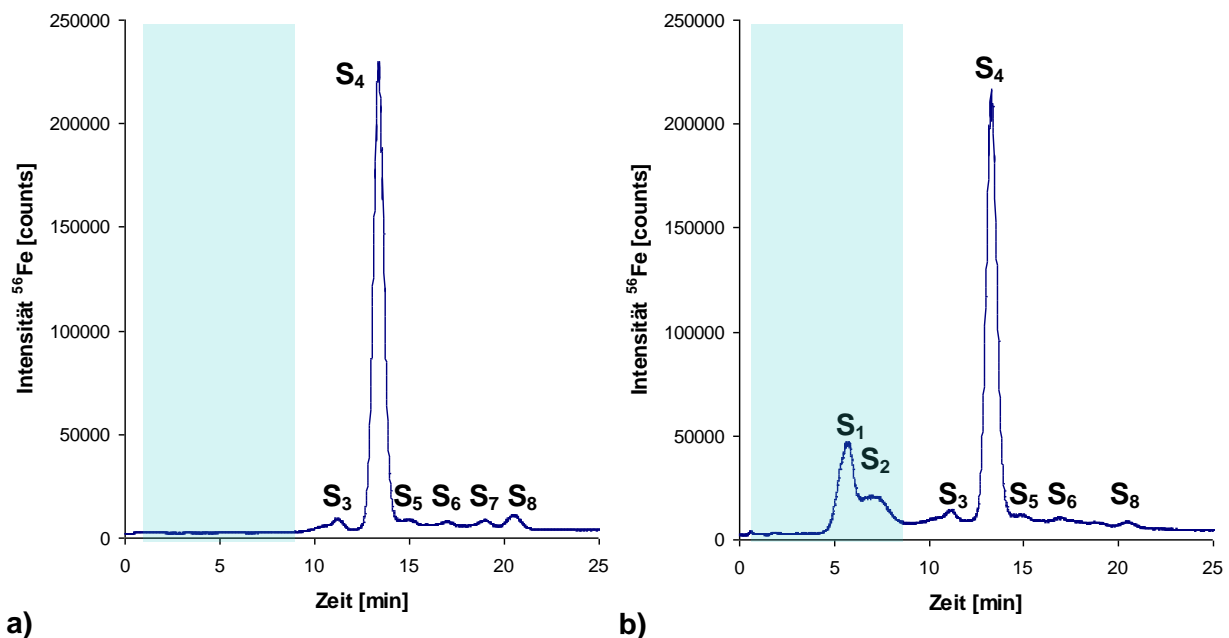 250000
200000
150000
100000
50000
0
Intensität ⁵⁶Fe [counts]
S₄
S₃ S₅ S₆ S₇ S₈
0 5 10 15 20 25
Zeit [min]
a)
250000
200000
150000
100000
50000
0
Intensität ⁵⁶Fe [counts]
S₄
S₁
S₂
S₃ S₅ S₆ S₈
0 5 10 15 20 25
Zeit [min]
b)